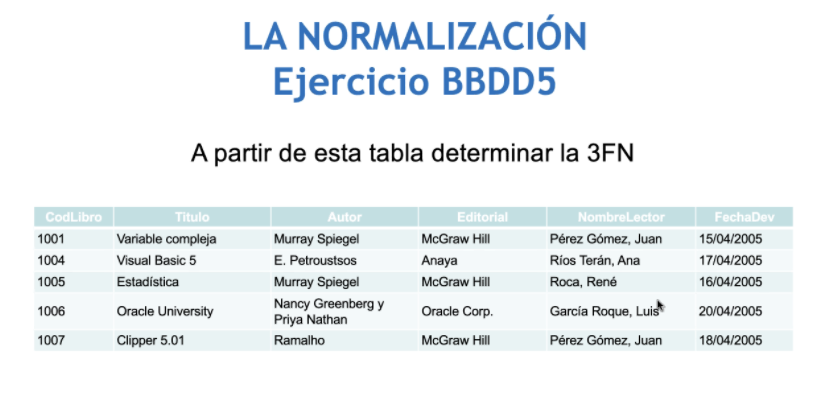 LA NORMALIZACIÓN
Ejercicio BBDD5
A partir de esta tabla determinar la 3FN
CodLibro Titulo Autor Editorial NombreLector FechaDev
1001 Variable compleja Murray Spiegel McGraw Hill Pérez Gómez, Juan 15/04/2005
1004 Visual Basic 5 E. Petroustsos Anaya Ríos Terán, Ana 17/04/2005
1005 Estadística Murray Spiegel McGraw Hill Roca, René 16/04/2005
1006 Oracle University Nancy Greenberg y
Priya Nathan Oracle Corp. García Roque, Luis 20/04/2005
1007 Clipper 5.01 Ramalho McGraw Hill Pérez Gómez, Juan 18/04/2005